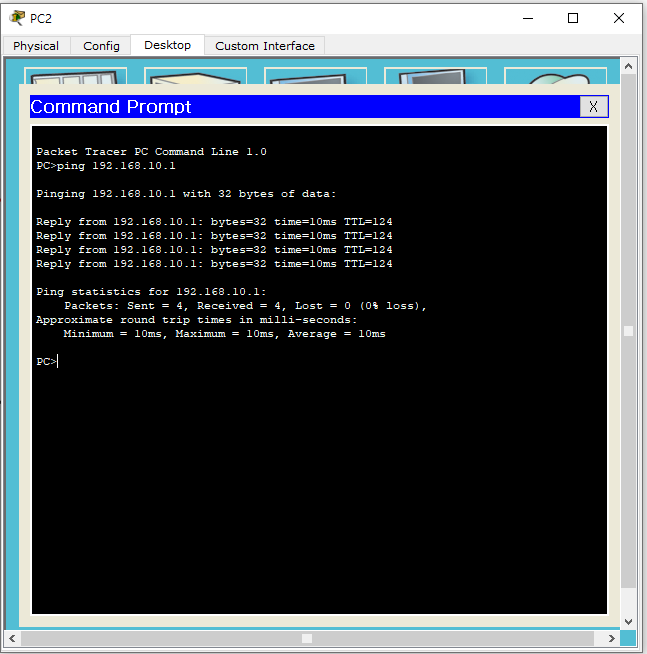 PC2
Physical Config Desktop Custom Interface
Command Prompt X
Packet Tracer PC Command Line 1.0
PC>ping 192.168.10.1
Pinging 192.168.10.1 with 32 bytes of data:
Reply from 192.168.10.1: bytes=32 time=10ms TTL=124
Reply from 192.168.10.1: bytes=32 time=10ms TTL=124
Reply from 192.168.10.1: bytes=32 time=10ms TTL=124
Reply from 192.168.10.1: bytes=32 time=10ms TTL=124
Ping statistics for 192.168.10.1:
Packets: Sent = 4, Received = 4, Lost = 0 (0% loss),
Approximate round trip times in milli-seconds:
Minimum = 10ms, Maximum = 10ms, Average = 10ms
PC>